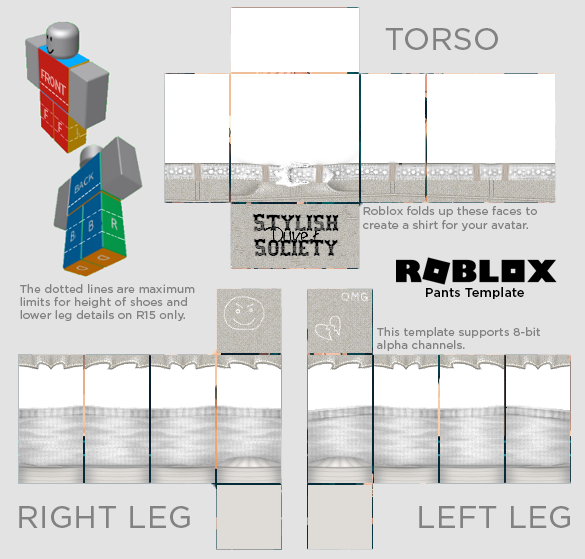 TORSO
FRONT
F F L
BACK
B B R
STYLISH
Duvet
SOCIETY
Roblox folds up these faces to
create a shirt for your avatar.
ROBLOX
Pants Template
The dotted lines are maximum
limits for height of shoes and
lower leg details on R15 only.
OMG
This template supports 8-bit
alpha channels.
RIGHT LEG
LEFT LEG